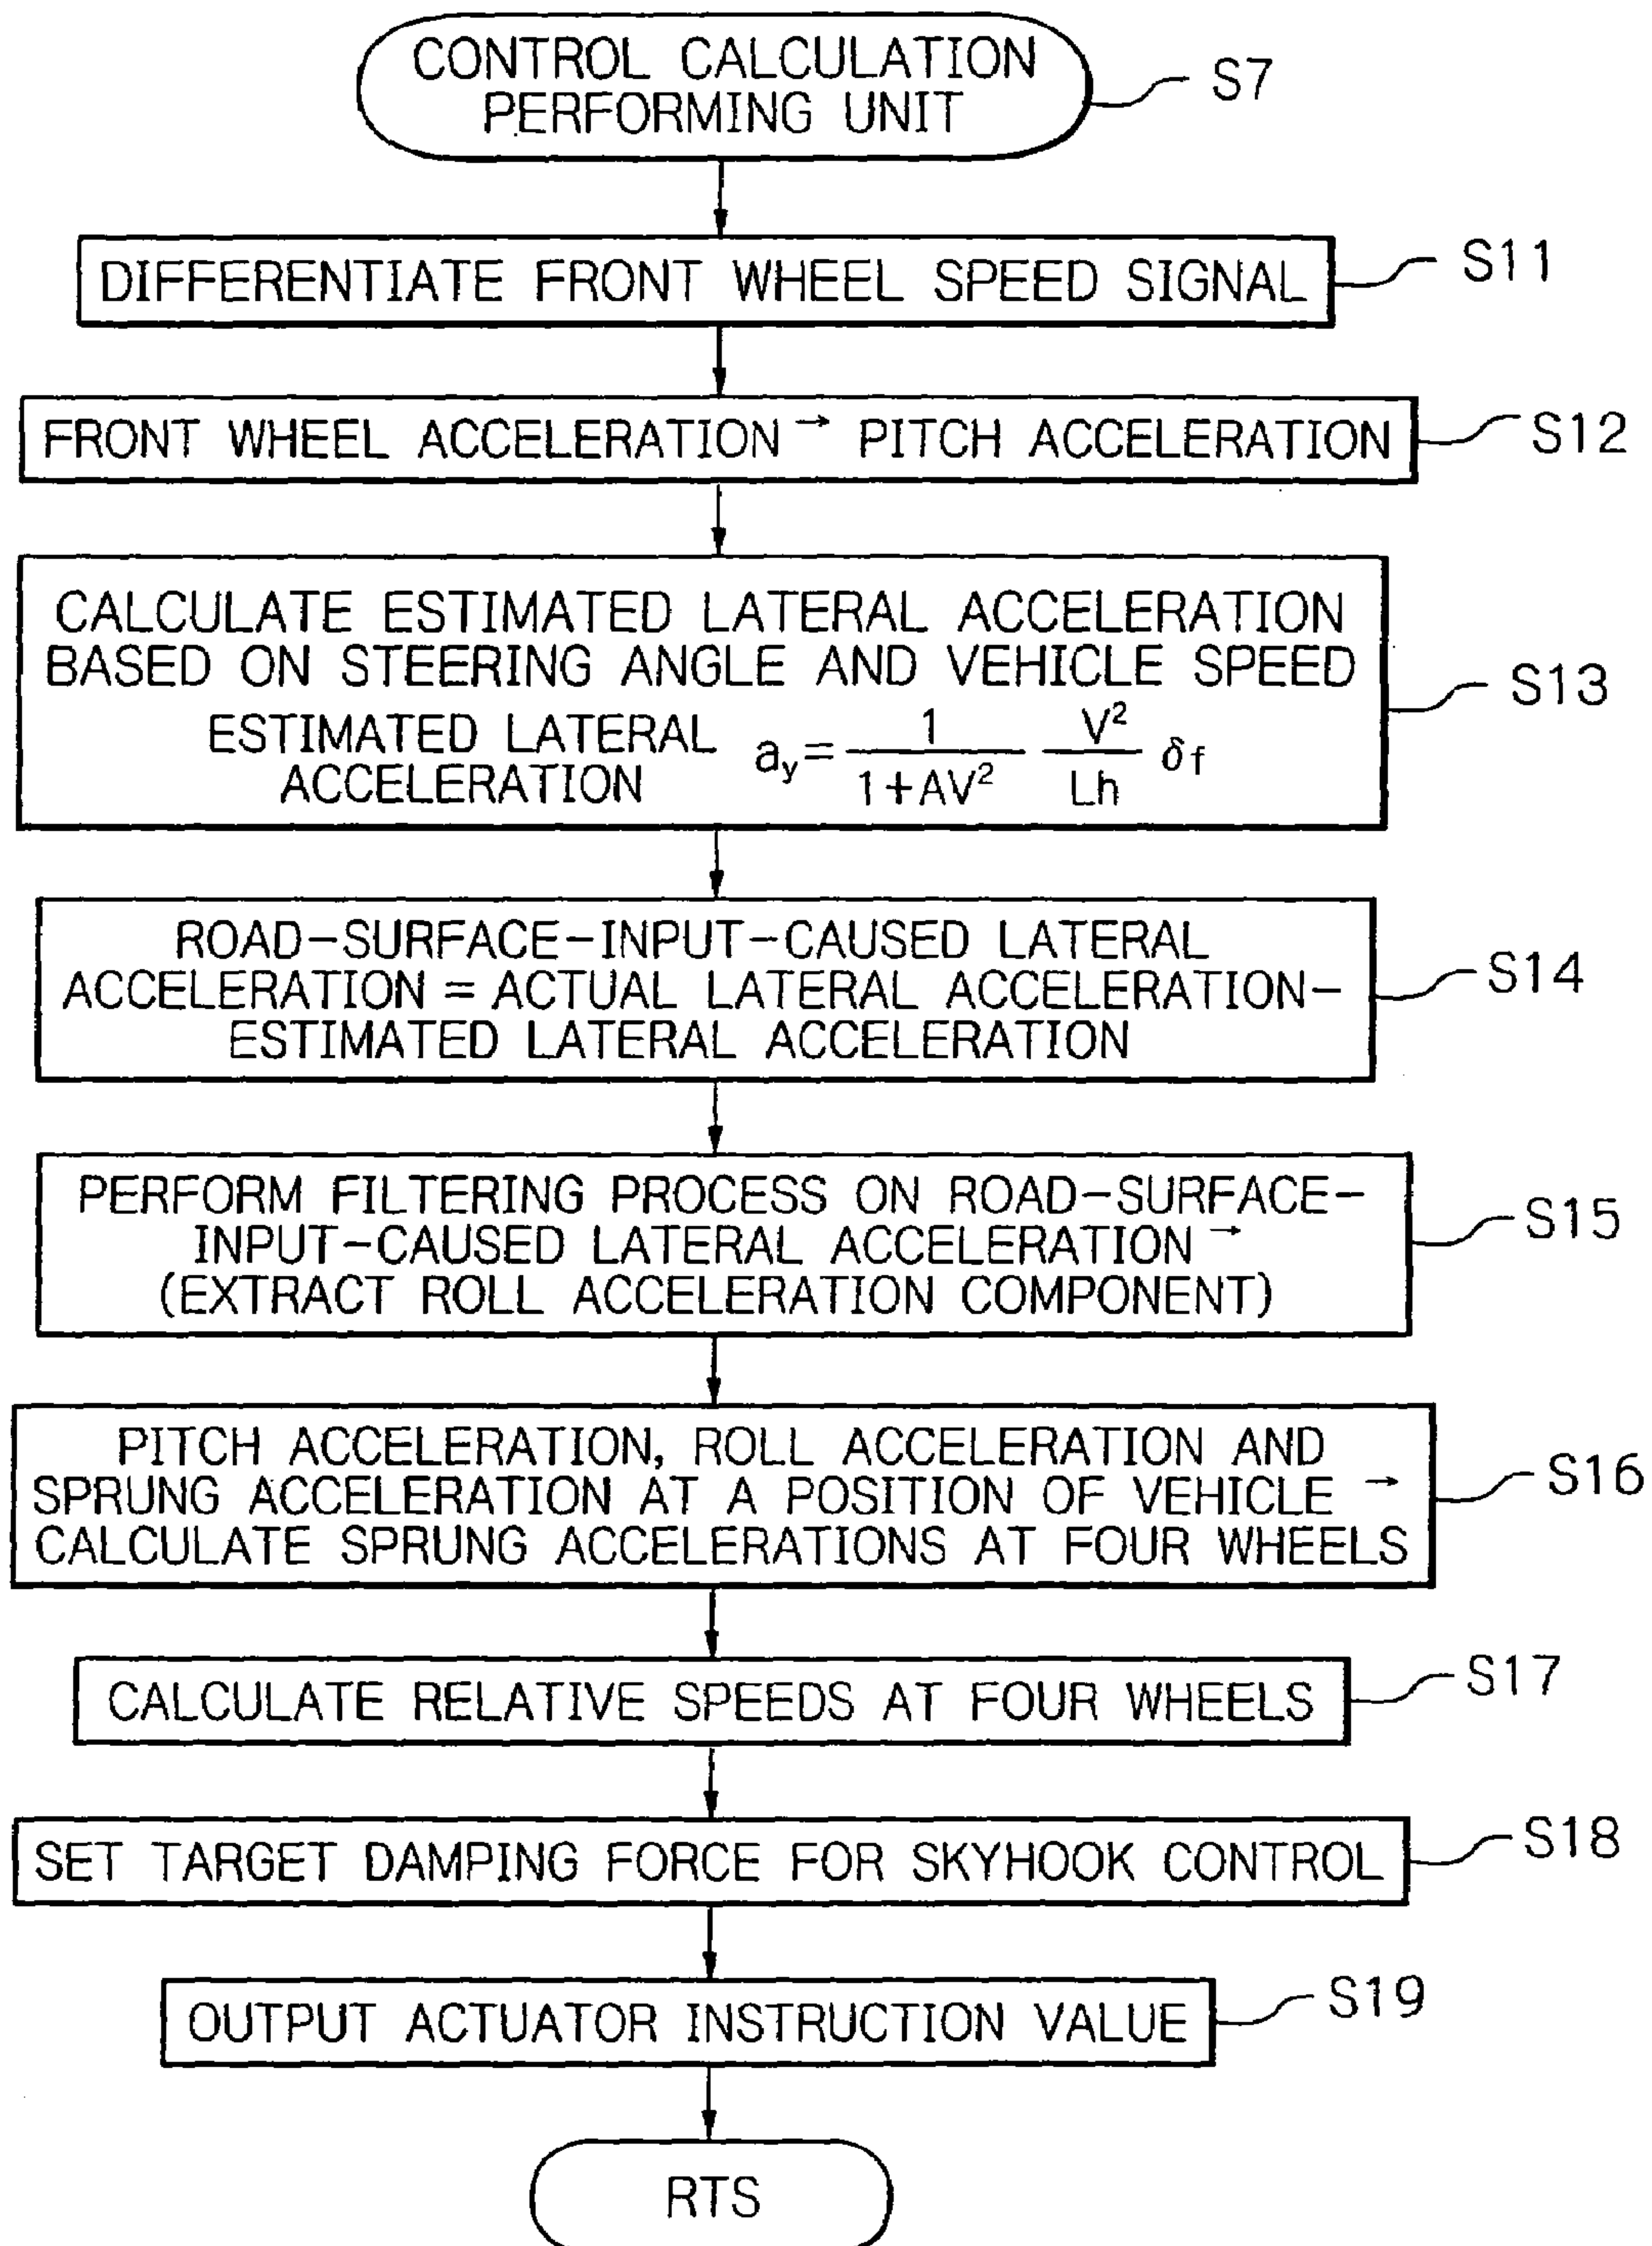 CONTROL CALCULATION
PERFORMING UNIT
S7
DIFFERENTIATE FRONT WHEEL SPEED SIGNAL
S11
FRONT WHEEL ACCELERATION → PITCH ACCELERATION
S12
CALCULATE ESTIMATED LATERAL ACCELERATION
BASED ON STEERING ANGLE AND VEHICLE SPEED
ESTIMATED LATERAL
ACCELERATION
a_y = 1/(1+AV²) V²/Lh δf
S13
ROAD-SURFACE-INPUT-CAUSED LATERAL
ACCELERATION = ACTUAL LATERAL ACCELERATION-
ESTIMATED LATERAL ACCELERATION
S14
PERFORM FILTERING PROCESS ON ROAD-SURFACE-
INPUT-CAUSED LATERAL ACCELERATION →
(EXTRACT ROLL ACCELERATION COMPONENT)
S15
PITCH ACCELERATION, ROLL ACCELERATION AND
SPRUNG ACCELERATION AT A POSITION OF VEHICLE →
CALCULATE SPRUNG ACCELERATIONS AT FOUR WHEELS
S16
CALCULATE RELATIVE SPEEDS AT FOUR WHEELS
S17
SET TARGET DAMPING FORCE FOR SKYHOOK CONTROL
S18
OUTPUT ACTUATOR INSTRUCTION VALUE
S19
RTS